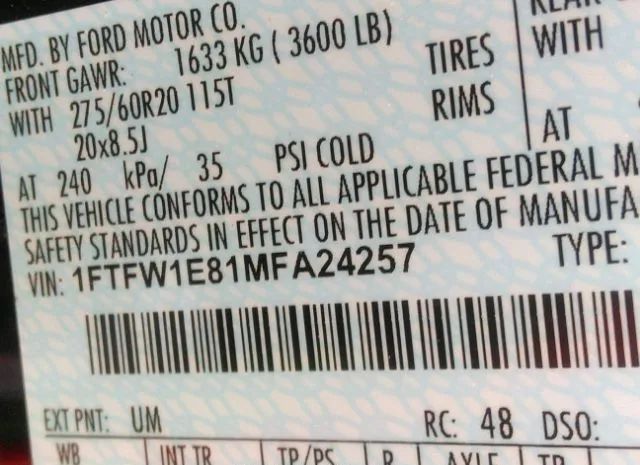 MFD. BY FORD MOTOR CO.
FRONT GAWR: 1633 KG ( 3600 LB)
WITH
WITH 275/60R20 115T TIRES
20x8.5J RIMS
AT
AT 240 kPa/ 35 PSI COLD
THIS VEHICLE CONFORMS TO ALL APPLICABLE FEDERAL M
SAFETY STANDARDS IN EFFECT ON THE DATE OF MANUFA
VIN: 1FTFW1E81MFA24257 TYPE:
EXT PNT: UM RC: 48 DSO:
WB INT TR TP/PS R AXLE TR